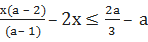 x(a − 2)/(a − 1) − 2x ≤ 2a/3 − a